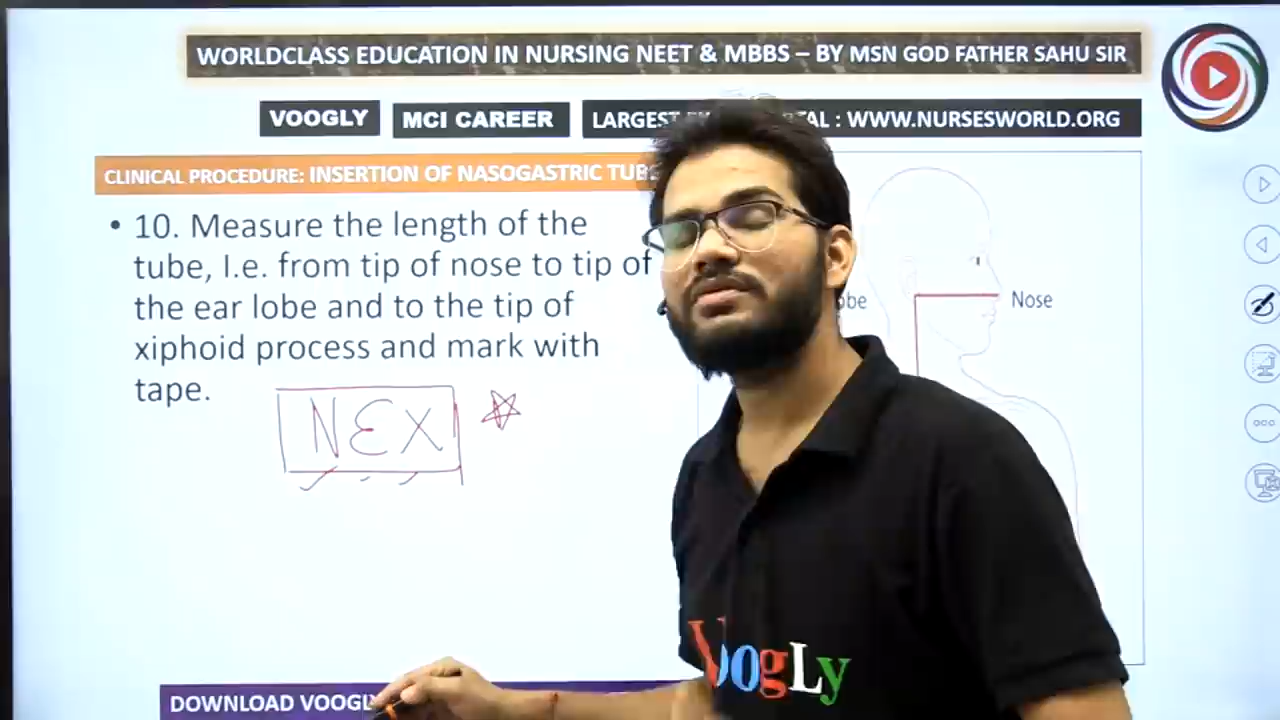 WORLDCLASS EDUCATION IN NURSING NEET & MBBS – BY MSN GOD FATHER SAHU SIR
VOOGLY
MCI CAREER
LARGEST : WWW.NURSESWORLD.ORG
CLINICAL PROCEDURE: INSERTION OF NASOGASTRIC
• 10. Measure the length of the
tube, I.e. from tip of nose to tip of
the ear lobe and to the tip of
xiphoid process and mark with
tape.
NEX
Nose
VoogLy
DOWNLOAD